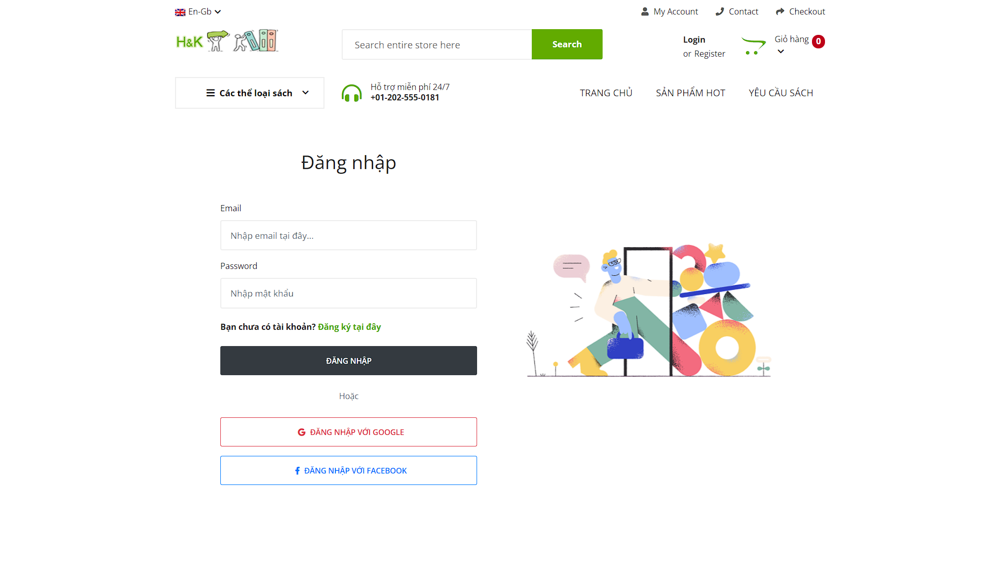 En-Gb
My Account
Contact
Checkout
H&K
Search entire store here
Search
Login
or Register
Giỏ hàng
0
Các thể loại sách
Hỗ trợ miễn phí 24/7
+01-202-555-0181
TRANG CHỦ
SẢN PHẨM HOT
YÊU CẦU SÁCH
Đăng nhập
Email
Nhập email tại đây...
Password
Nhập mật khẩu
Bạn chưa có tài khoản? Đăng ký tại đây
ĐĂNG NHẬP
Hoặc
ĐĂNG NHẬP VỚI GOOGLE
ĐĂNG NHẬP VỚI FACEBOOK